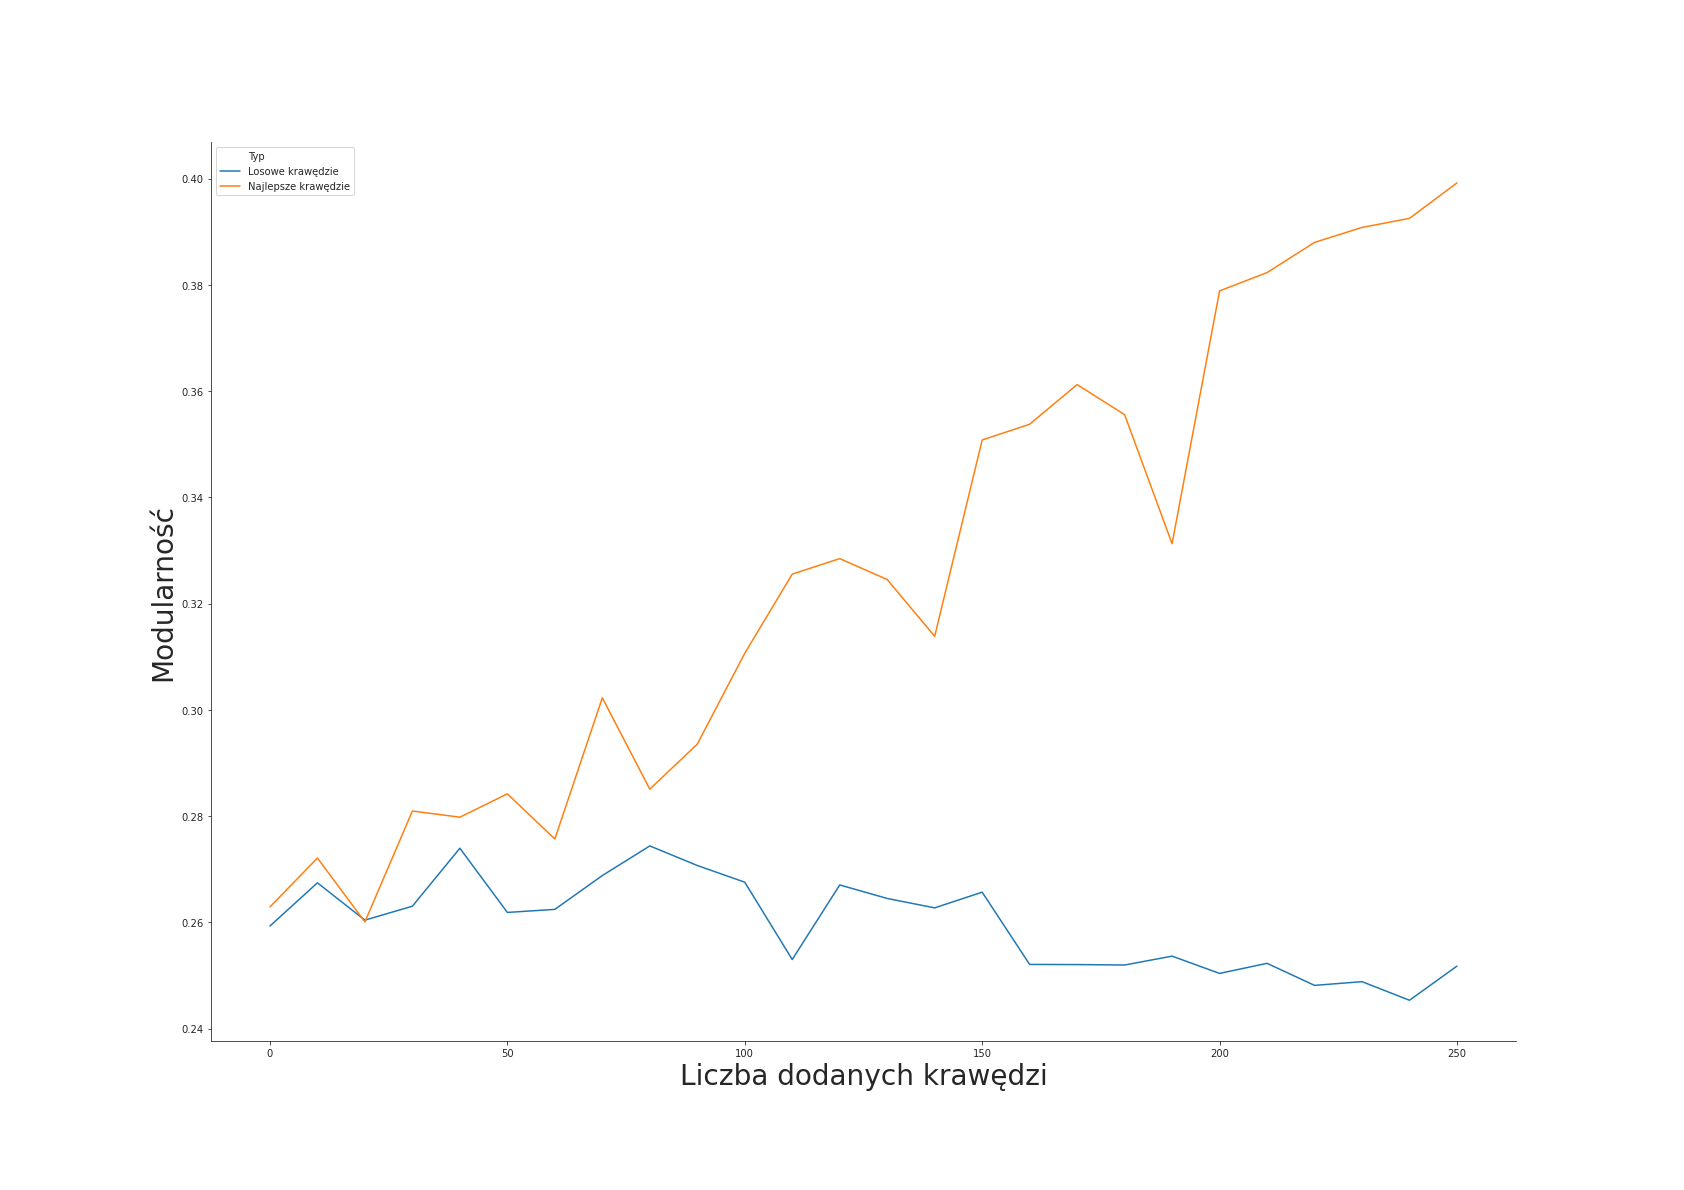 Typ
Losowe krawędzie
Najlepsze krawędzie
0.40
0.38
0.36
0.34
0.32
0.30
0.28
0.26
0.24
Modularność
0 50 100 150 200 250
Liczba dodanych krawędzi